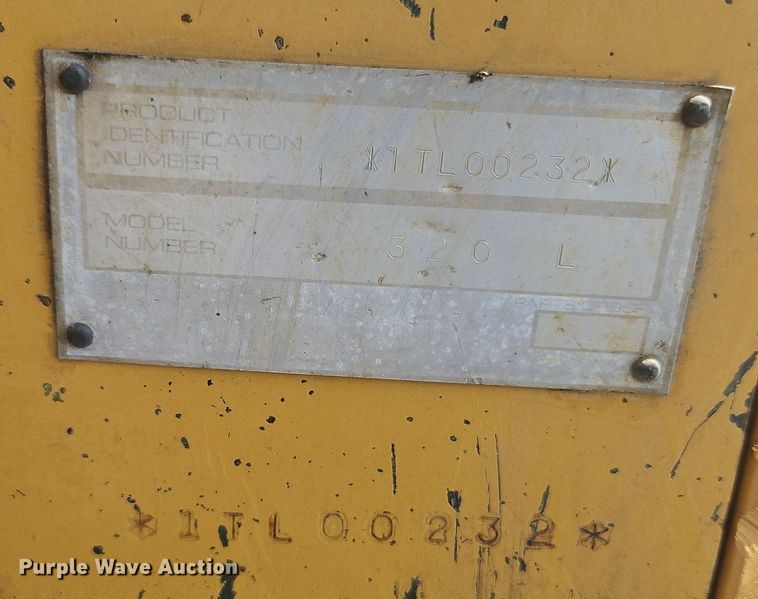 PRODUCT
IDENTIFICATION
NUMBER *1TL00232*
MODEL
NUMBER 320 L
*1TL00232*
Purple Wave Auction